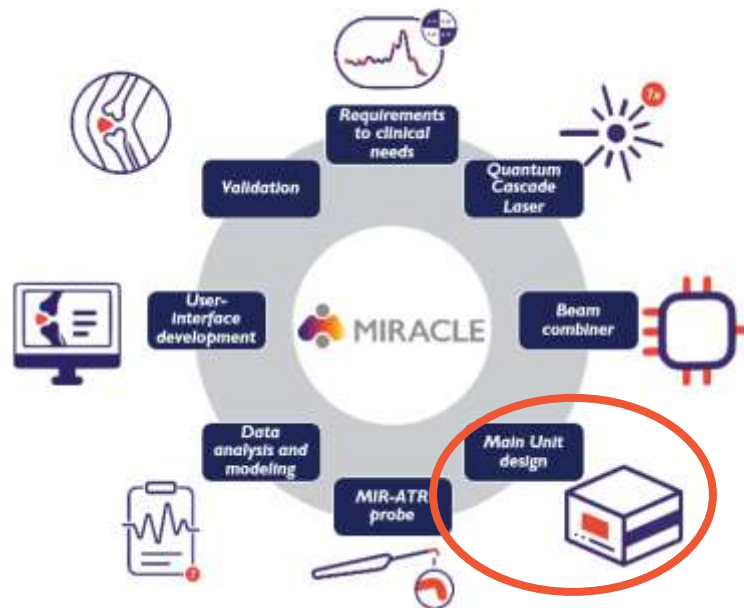 Requirements
to clinical
needs
Quantum
Cascade
Laser
Beam
combiner
Main Unit
design
MIR-ATR
probe
Data
analysis and
modeling
User-
interface
development
Validation
MIRACLE